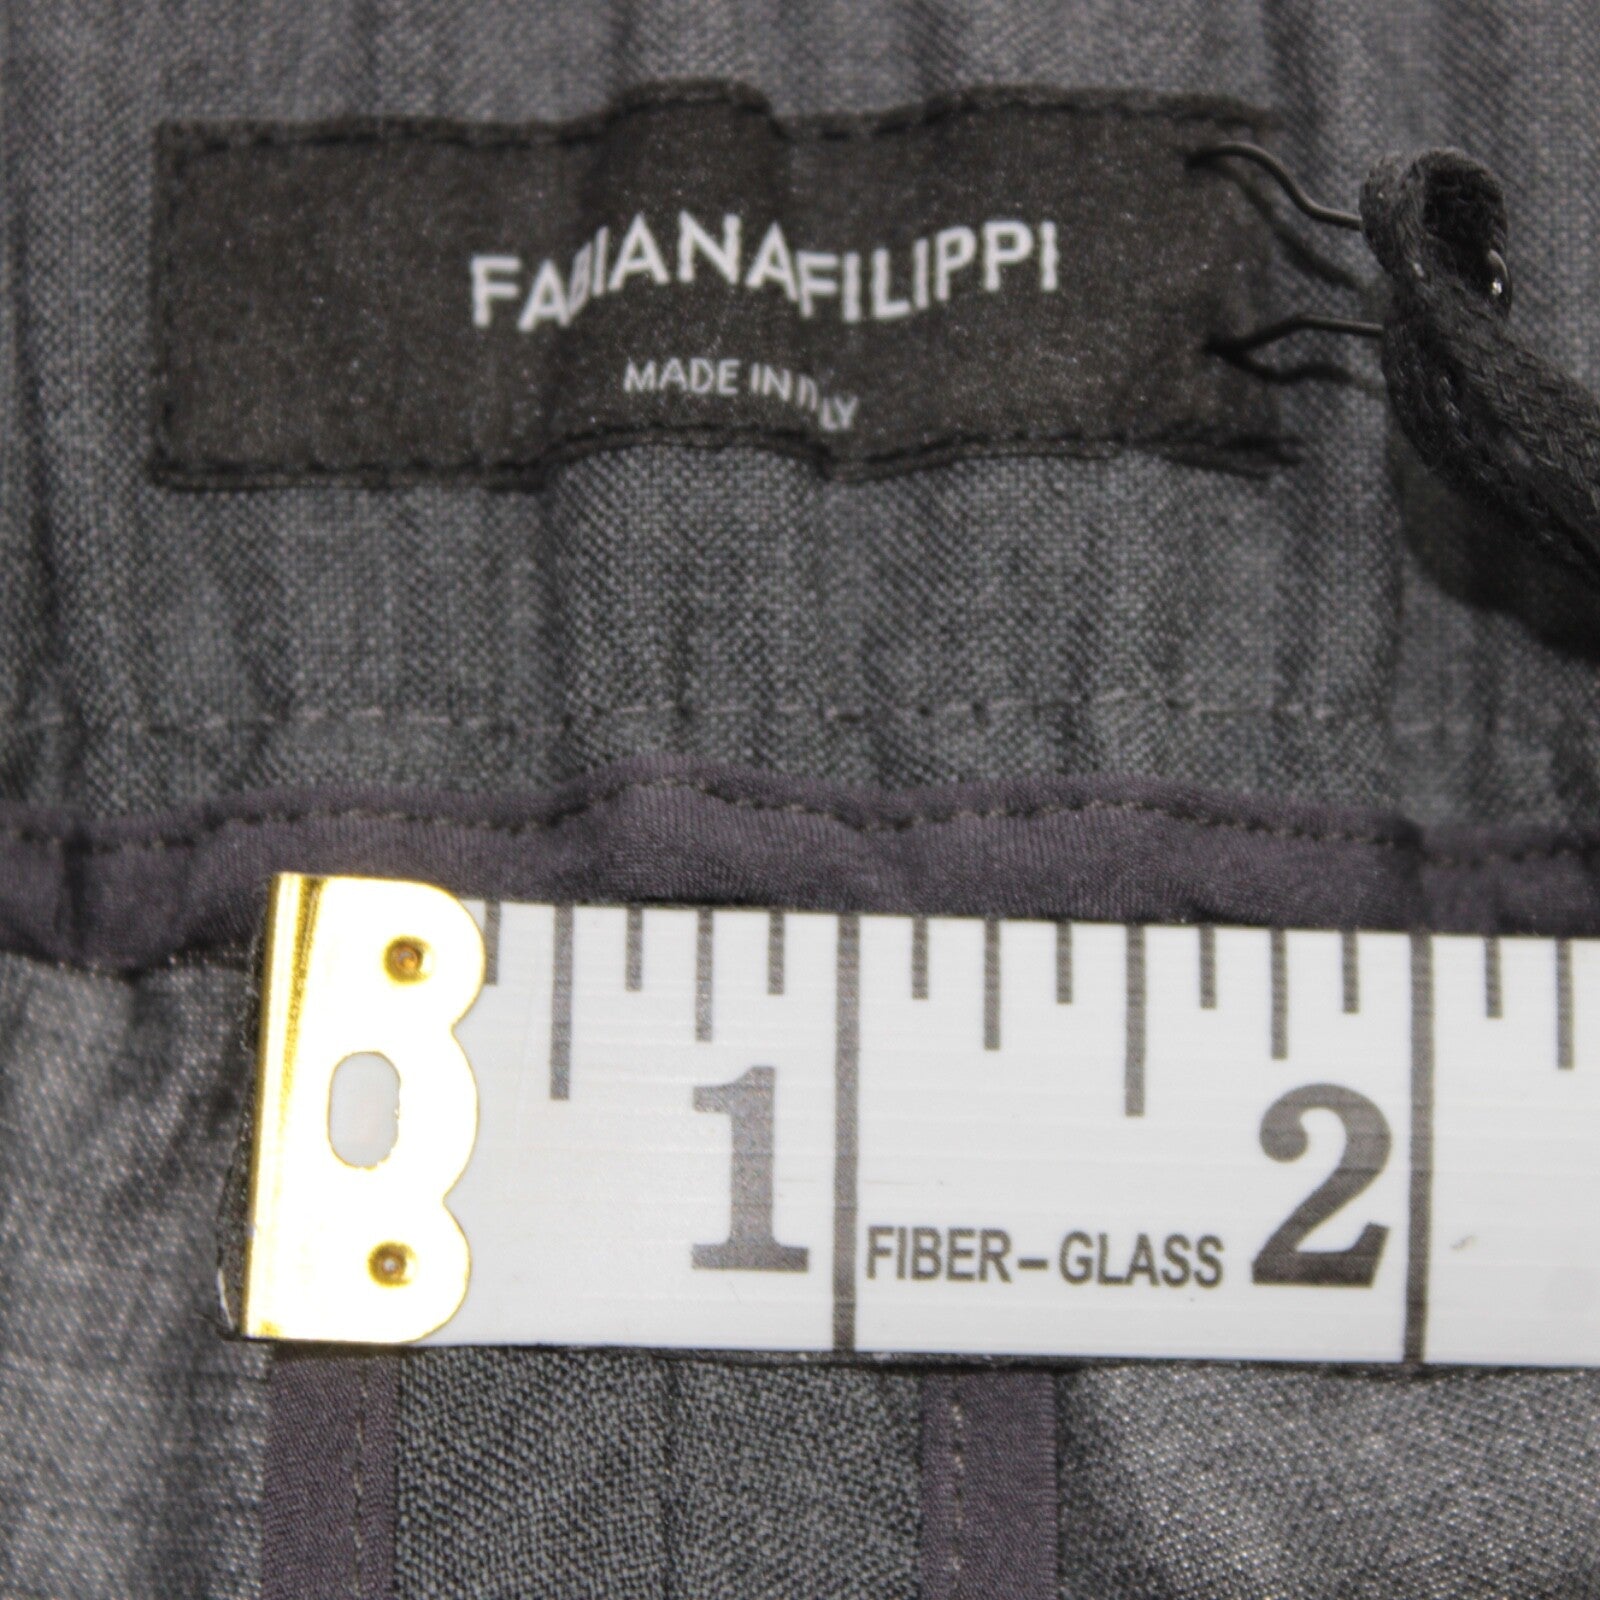 FABIANAFILIPPI
MADE IN ITALY
1 2
FIBER-GLASS